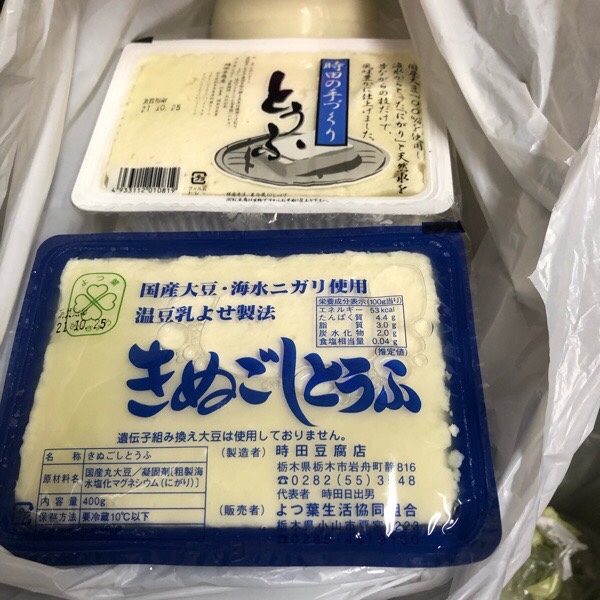 時田の手づくり
とうふ
21.10.25
4933112010819
よつ葉
21.10.25
国産大豆・海水ニガリ使用
温豆乳よせ製法
栄養成分表示(100g当り)
エネルギー 53kcal
たんぱく質 4.4g
脂質 3.0g
炭水化物 2.0g
食塩相当量 0.04g
(推定値)
きぬごしとうふ
遺伝子組み換え大豆は使用しておりません。
名称 きぬごしとうふ
原材料名 国産丸大豆/凝固剤〔粗製海水塩化マグネシウム(にがり)〕
内容量 400g
保存方法 要冷蔵10℃以下
(製造者) 時田豆腐店
栃木県栃木市岩舟町静816
☎0282(55)3148
代表者 時田日出男
(販売者) よつ葉生活協同組合